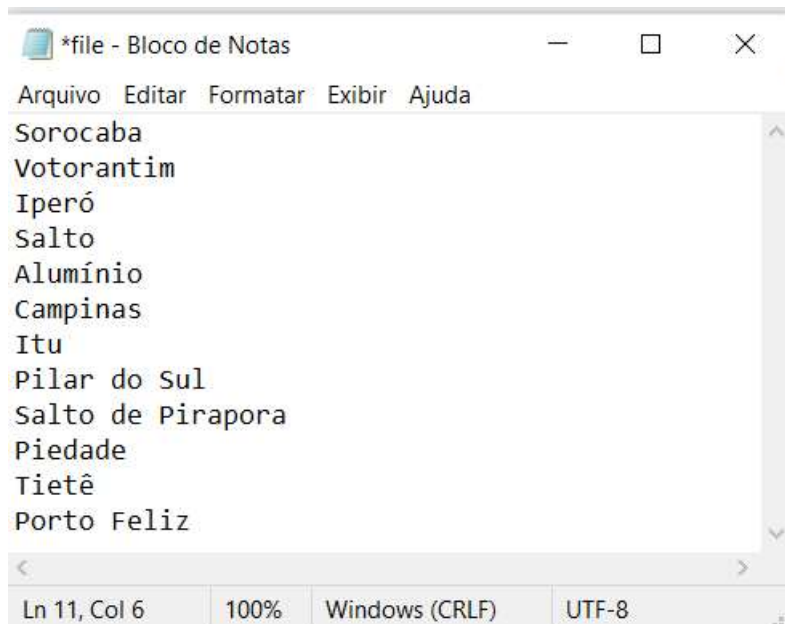 *file - Bloco de Notas
Arquivo Editar Formatar Exibir Ajuda
Sorocaba
Votorantim
Iperó
Salto
Alumínio
Campinas
Itu
Pilar do Sul
Salto de Pirapora
Piedade
Tietê
Porto Feliz
Ln 11, Col 6 100% Windows (CRLF) UTF-8